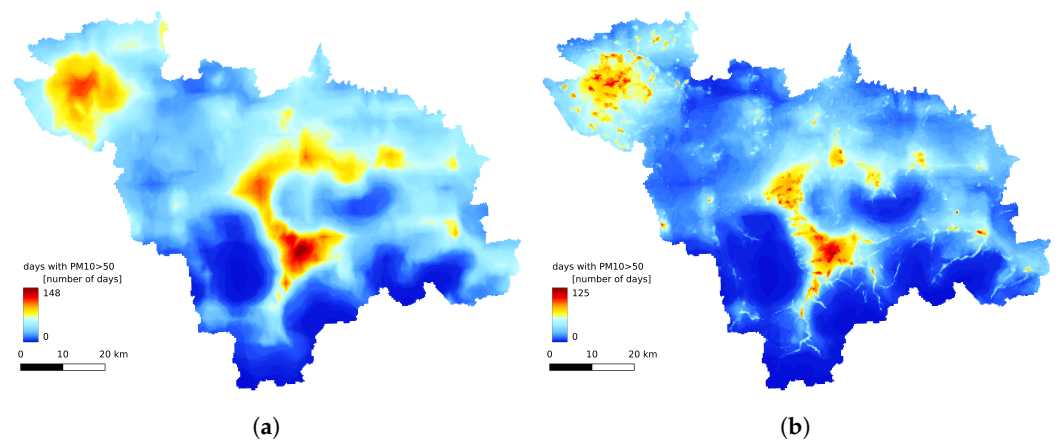 days with PM10>50
[number of days]
148
0
0 10 20 km
(a)
days with PM10>50
[number of days]
125
0
0 10 20 km
(b)